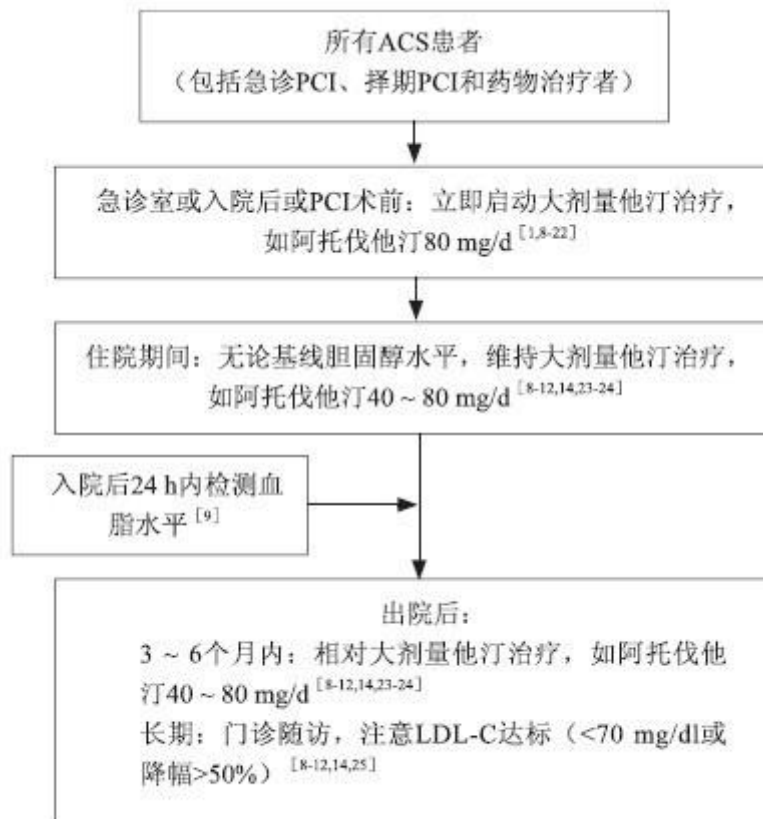 所有ACS患者
（包括急诊PCI、择期PCI和药物治疗者）
急诊室或入院后或PCI术前：立即启动大剂量他汀治疗，
如阿托伐他汀80 mg/d［1,8-22］
住院期间：无论基线胆固醇水平，维持大剂量他汀治疗，
如阿托伐他汀40 ~ 80 mg/d［8-12,14,23-24］
入院后24 h内检测血
脂水平［9］
出院后：
3 ~ 6个月内：相对大剂量他汀治疗，如阿托伐他
汀40 ~ 80 mg/d［8-12,14,23-24］
长期：门诊随访，注意LDL-C达标（<70 mg/dl或
降幅>50%）［8-12,14,25］